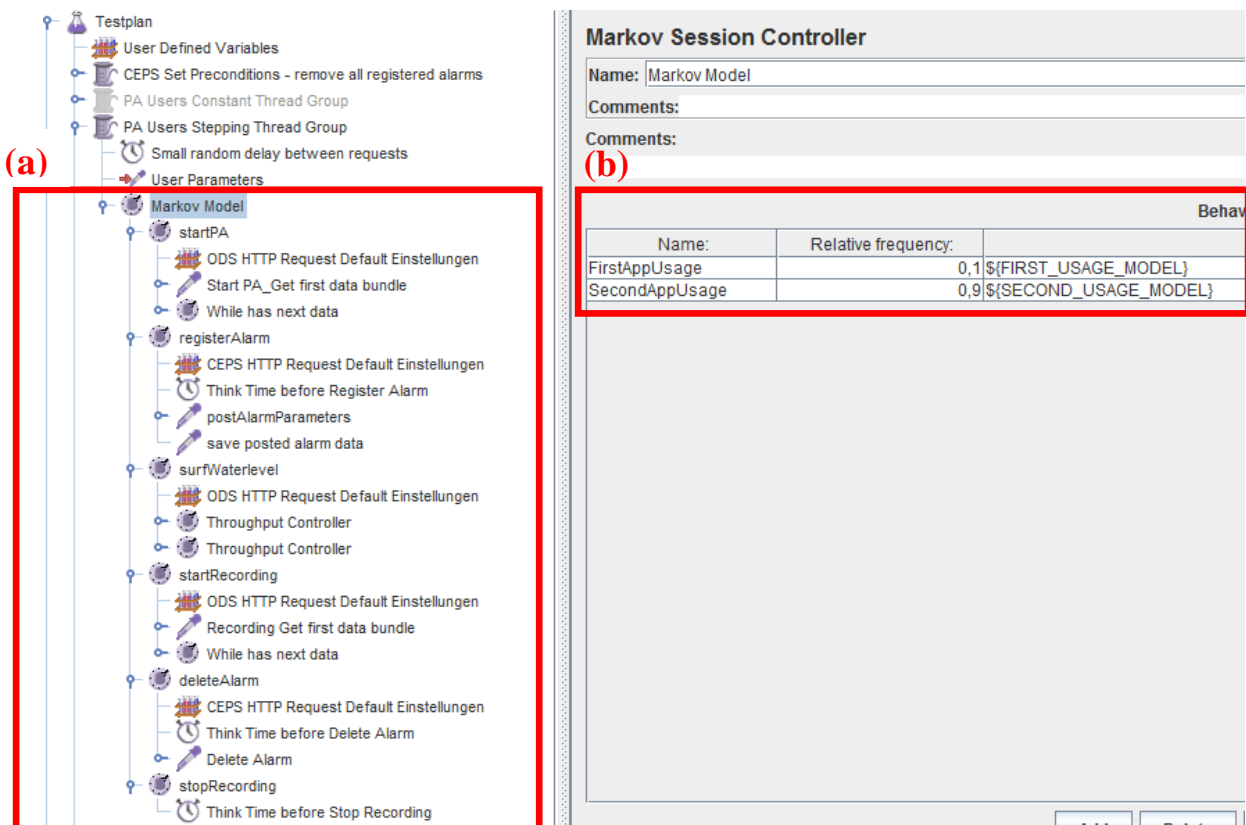 Testplan
User Defined Variables
CEPS Set Preconditions - remove all registered alarms
PA Users Constant Thread Group
PA Users Stepping Thread Group
(a)
Small random delay between requests
User Parameters
Markov Model
startPA
ODS HTTP Request Default Einstellungen
Start PA_Get first data bundle
While has next data
registerAlarm
CEPS HTTP Request Default Einstellungen
Think Time before Register Alarm
postAlarmParameters
save posted alarm data
surfWaterlevel
ODS HTTP Request Default Einstellungen
Throughput Controller
Throughput Controller
startRecording
ODS HTTP Request Default Einstellungen
Recording Get first data bundle
While has next data
deleteAlarm
CEPS HTTP Request Default Einstellungen
Think Time before Delete Alarm
Delete Alarm
stopRecording
Think Time before Stop Recording
Markov Session Controller
Name: Markov Model
Comments:
Comments:
(b)
Behav
Name: Relative frequency:
FirstAppUsage 0,1 ${FIRST_USAGE_MODEL}
SecondAppUsage 0,9 ${SECOND_USAGE_MODEL}